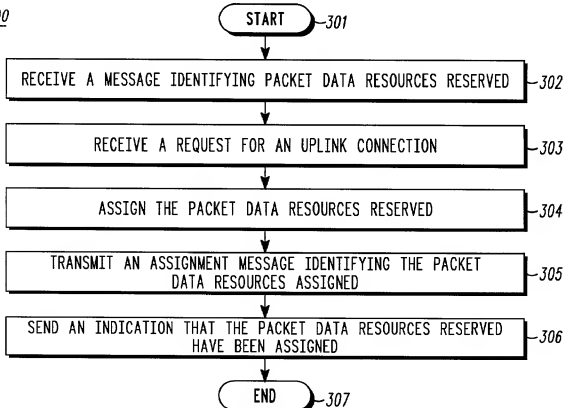 START
301
RECEIVE A MESSAGE IDENTIFYING PACKET DATA RESOURCES RESERVED
302
RECEIVE A REQUEST FOR AN UPLINK CONNECTION
303
ASSIGN THE PACKET DATA RESOURCES RESERVED
304
TRANSMIT AN ASSIGNMENT MESSAGE IDENTIFYING THE PACKET
DATA RESOURCES ASSIGNED
305
SEND AN INDICATION THAT THE PACKET DATA RESOURCES RESERVED
HAVE BEEN ASSIGNED
306
END
307